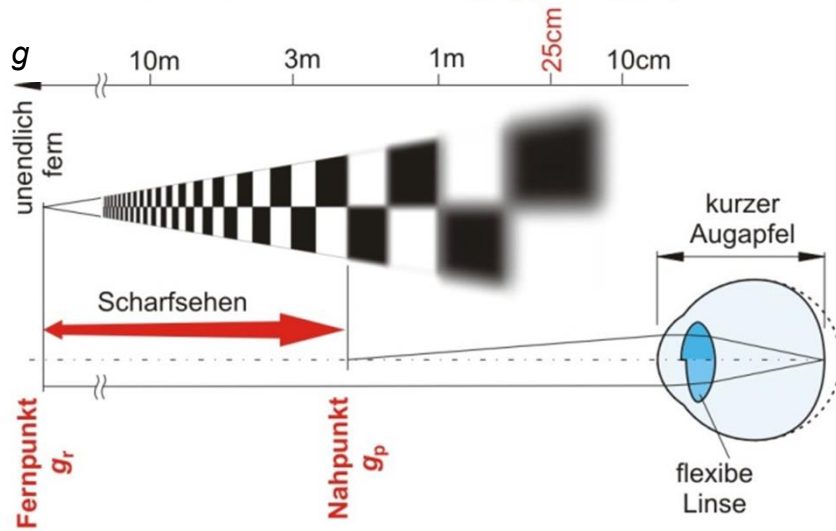 g
10m
3m
1m
25cm
10cm
unendlich
fern
kurzer
Augapfel
Scharfsehen
Fernpunkt
gr
Nahpunkt
gp
flexibe
Linse